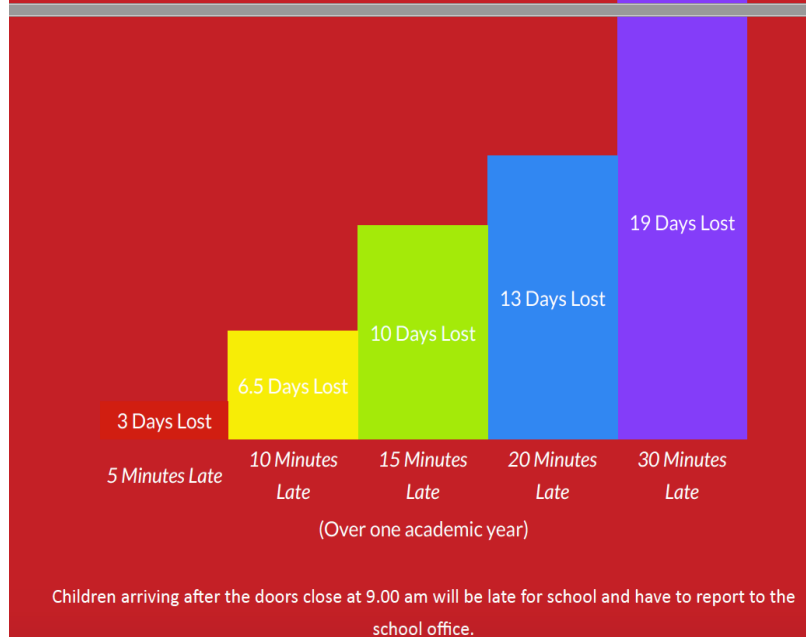 19 Days Lost
13 Days Lost
10 Days Lost
6.5 Days Lost
3 Days Lost
5 Minutes Late
10 Minutes Late
15 Minutes Late
20 Minutes Late
30 Minutes Late
(Over one academic year)
Children arriving after the doors close at 9.00 am will be late for school and have to report to the
school office.